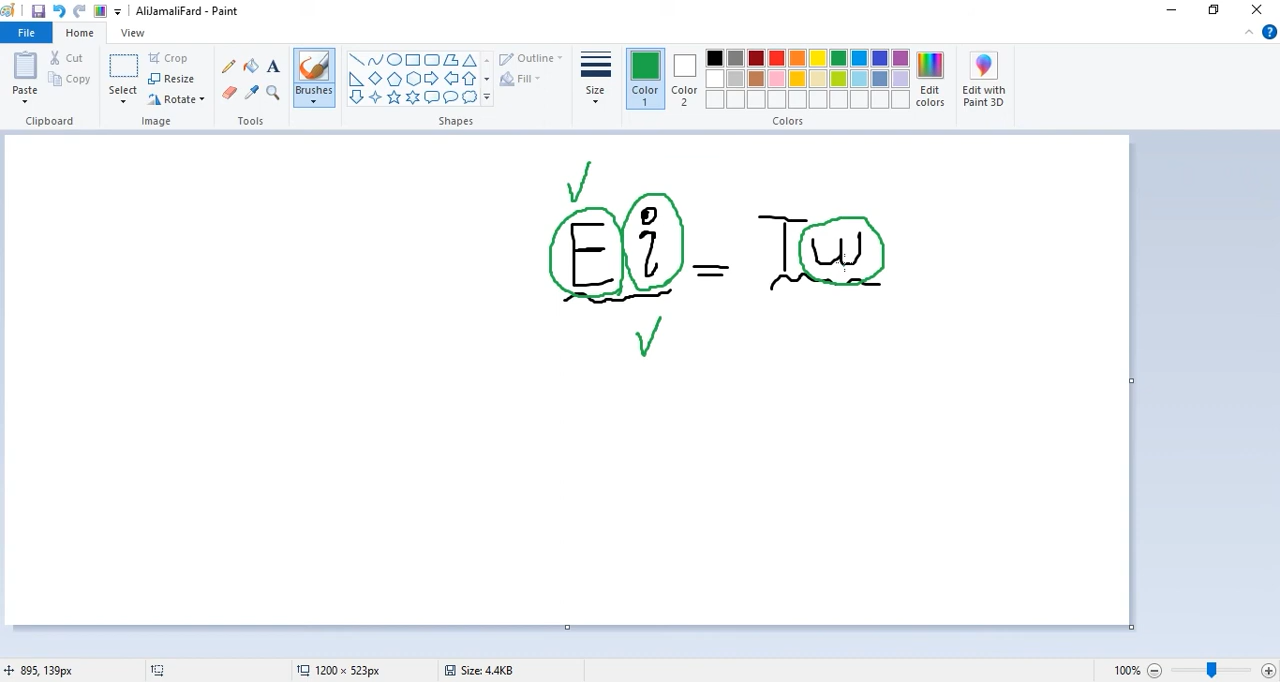 AliJamaliFard - Paint
File Home View
Paste
Cut
Copy
Clipboard
Select
Crop
Resize
Rotate
Image
A
Tools
Brushes
Shapes
Outline
Fill
Size
Color 1
Color 2
Colors
Edit colors
Edit with Paint 3D
Ei = Tω
895, 139px
1200 × 523px
Size: 4.4KB
100%